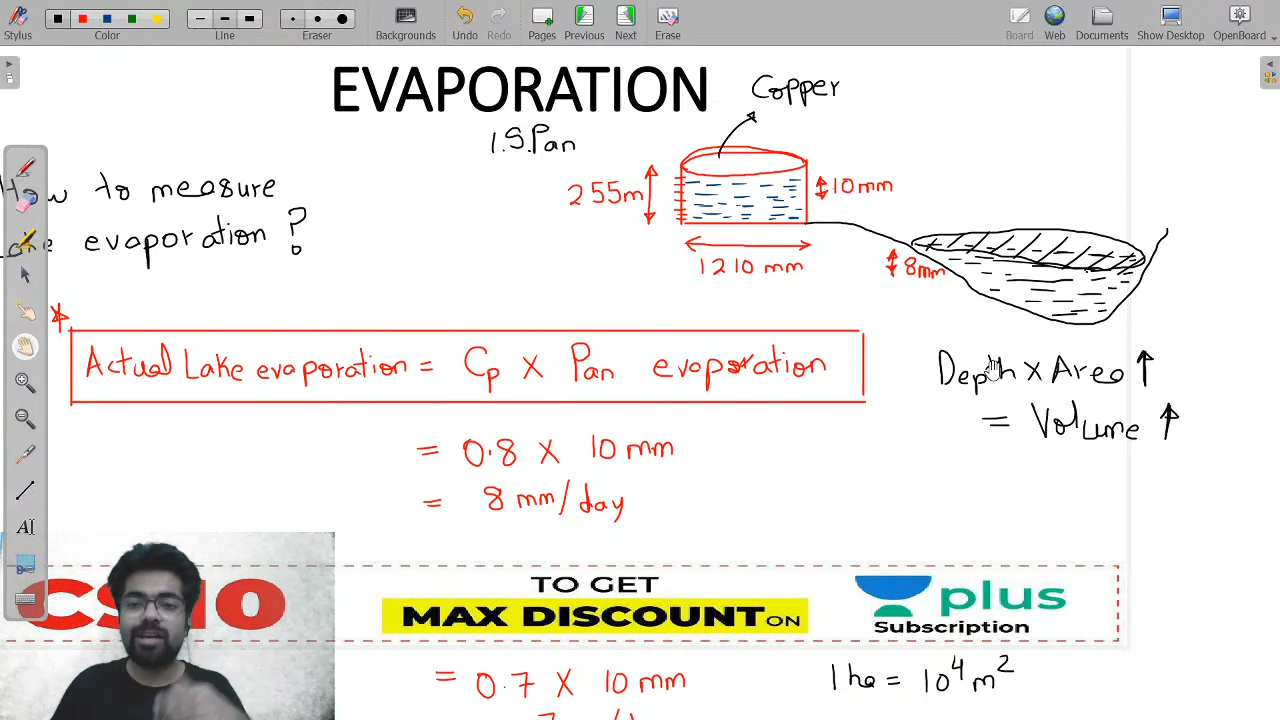 Stylus
Color
Line
Eraser
Backgrounds
Undo
Redo
Pages
Previous
Next
Erase
Board
Web
Documents
Show Desktop
OpenBoard
EVAPORATION
Copper
I.S.Pan
How to measure
Lake evaporation ?
255m
10mm
1210 mm
8mm
*
Actual Lake evaporation = Cp X Pan evaporation
Depth x Area ↑
= Volume ↑
= 0.8 X 10 mm
= 8 mm/day
CS10
TO GET
MAX DISCOUNT ON
plus
Subscription
= 0.7 X 10 mm
1 ha = 10⁴ m²